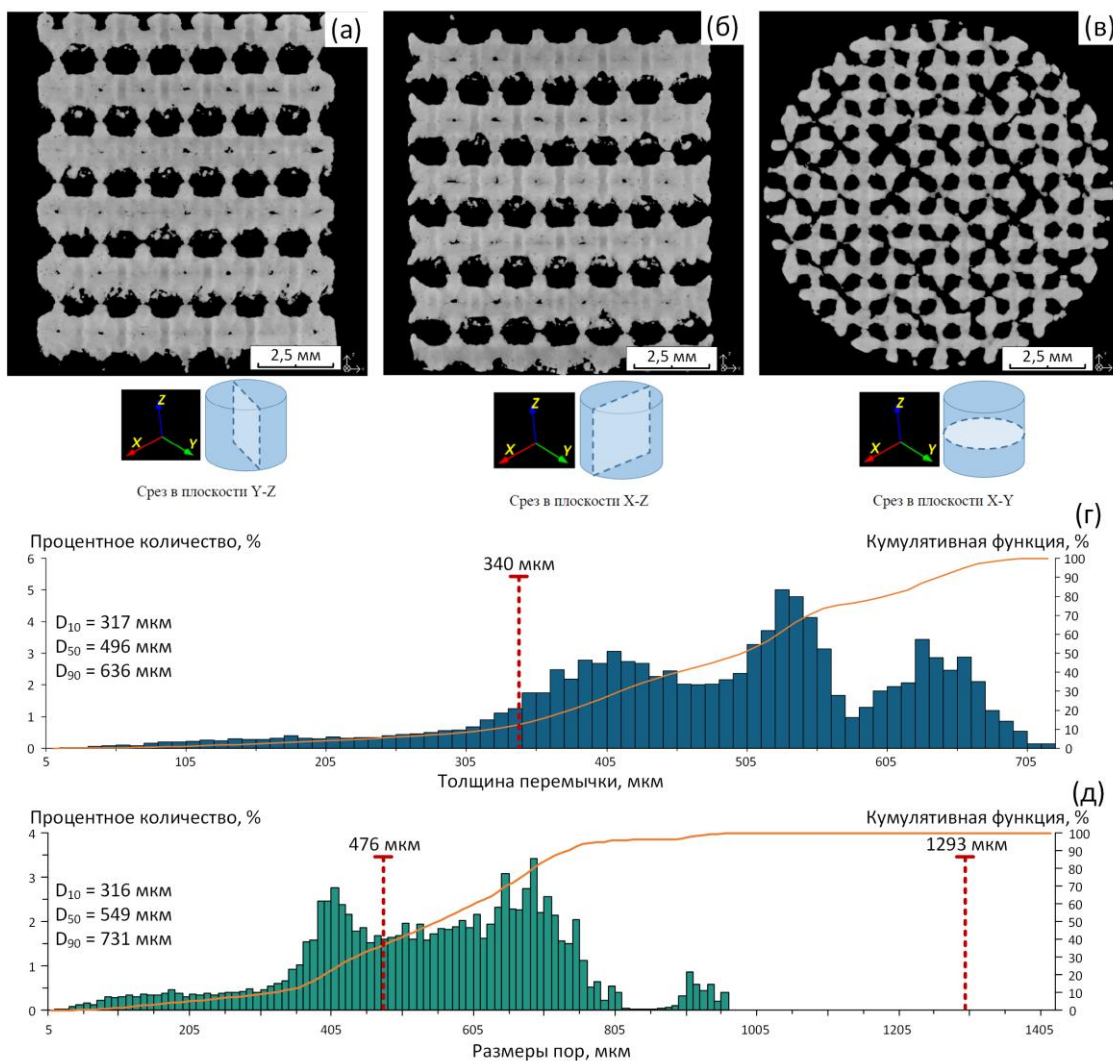 (а)
(б)
(в)
2,5 мм
2,5 мм
2,5 мм
Z
X
Y
Z
X
Y
Z
X
Y
Срез в плоскости Y-Z
Срез в плоскости X-Z
Срез в плоскости X-Y
(г)
Процентное количество, %
Кумулятивная функция, %
340 мкм
D10 = 317 мкм
D50 = 496 мкм
D90 = 636 мкм
6
5
4
3
2
1
0
100
90
80
70
60
50
40
30
20
10
0
5 105 205 305 405 505 605 705
Толщина перемычки, мкм
(д)
Процентное количество, %
Кумулятивная функция, %
476 мкм
1293 мкм
D10 = 316 мкм
D50 = 549 мкм
D90 = 731 мкм
4
3
2
1
0
100
90
80
70
60
50
40
30
20
10
0
5 205 405 605 805 1005 1205 1405
Размеры пор, мкм